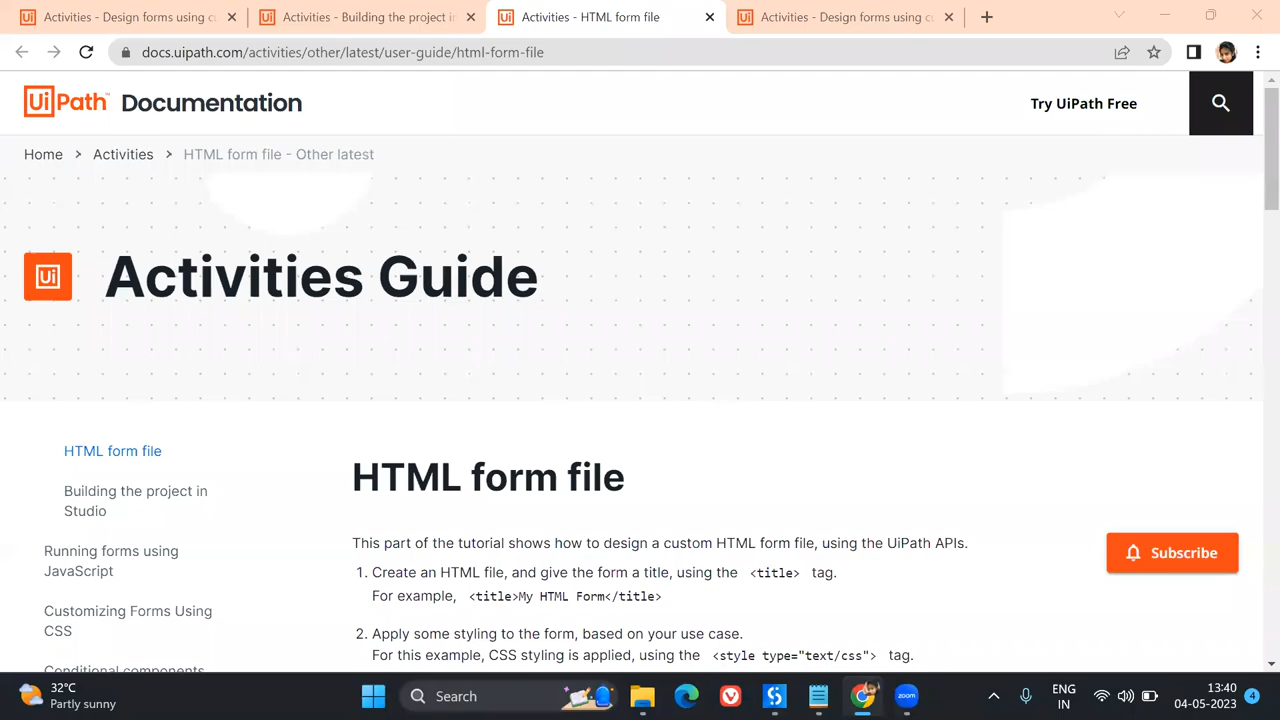 Activities - Design forms using c
Activities - Building the project in
Activities - HTML form file
Activities - Design forms using cu
docs.uipath.com/activities/other/latest/user-guide/html-form-file
UiPath Documentation
Try UiPath Free
Home > Activities > HTML form file - Other latest
Ui
Activities Guide
HTML form file
Building the project in
Studio
Running forms using
JavaScript
Customizing Forms Using
CSS
Conditional components
HTML form file
This part of the tutorial shows how to design a custom HTML form file, using the UiPath APIs.
1. Create an HTML file, and give the form a title, using the <title> tag.
For example, <title>My HTML Form</title>
2. Apply some styling to the form, based on your use case.
For this example, CSS styling is applied, using the <style type="text/css"> tag.
Subscribe
32°C
Partly sunny
Search
zoom
ENG
IN
13:40
04-05-2023
4